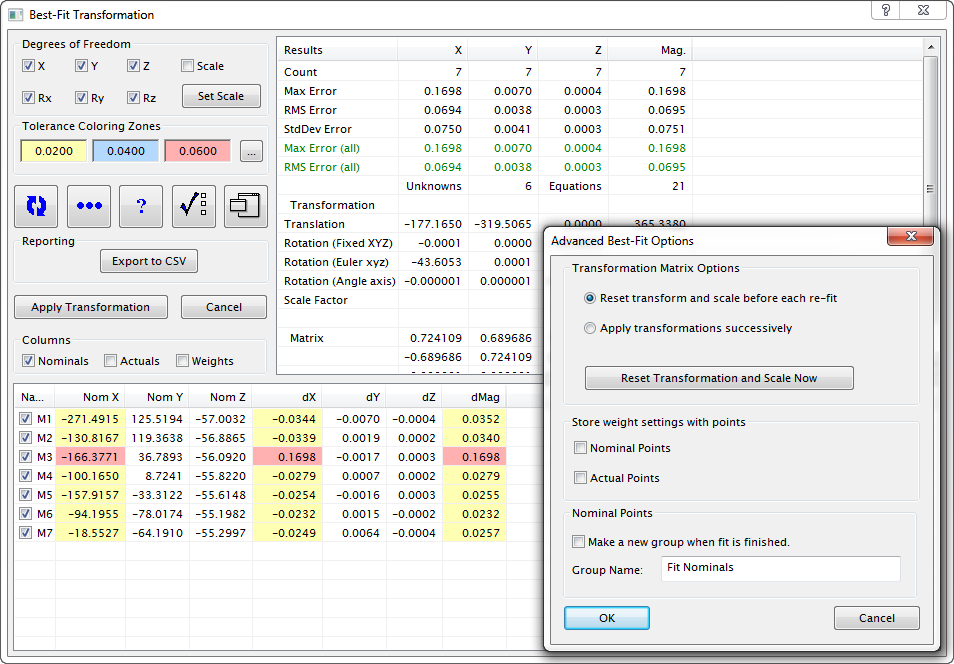 Best-Fit Transformation
Degrees of Freedom
X Y Z Scale
Rx Ry Rz Set Scale
Tolerance Coloring Zones
0.0200 0.0400 0.0600 ...
Reporting
Export to CSV
Apply Transformation Cancel
Columns
Nominals Actuals Weights
Results X Y Z Mag.
Count 7 7 7 7
Max Error 0.1698 0.0070 0.0004 0.1698
RMS Error 0.0694 0.0038 0.0003 0.0695
StdDev Error 0.0750 0.0041 0.0003 0.0751
Max Error (all) 0.1698 0.0070 0.0004 0.1698
RMS Error (all) 0.0694 0.0038 0.0003 0.0695
Unknowns 6 Equations 21
Transformation
Translation -177.1650 -319.5065 0.0000 365.3380
Rotation (Fixed XYZ) -0.0001 0.0000
Rotation (Euler xyz) -43.6053 0.0001
Rotation (Angle axis) -0.000001 0.000001
Scale Factor
Matrix 0.724109 0.689686
-0.689686 0.724109
Na... Nom X Nom Y Nom Z dX dY dZ dMag
M1 -271.4915 125.5194 -57.0032 -0.0344 -0.0070 -0.0004 0.0352
M2 -130.8167 119.3638 -56.8865 -0.0339 0.0019 0.0002 0.0340
M3 -166.3771 36.7893 -56.0920 0.1698 -0.0017 0.0003 0.1698
M4 -100.1650 8.7241 -55.8220 -0.0279 0.0007 0.0002 0.0279
M5 -157.9157 -33.3122 -55.6148 -0.0254 -0.0016 0.0003 0.0255
M6 -94.1955 -78.0174 -55.1982 -0.0232 0.0015 -0.0002 0.0232
M7 -18.5527 -64.1910 -55.2997 -0.0249 0.0064 -0.0004 0.0257
Advanced Best-Fit Options
Transformation Matrix Options
Reset transform and scale before each re-fit
Apply transformations successively
Reset Transformation and Scale Now
Store weight settings with points
Nominal Points
Actual Points
Nominal Points
Make a new group when fit is finished.
Group Name: Fit Nominals
OK Cancel